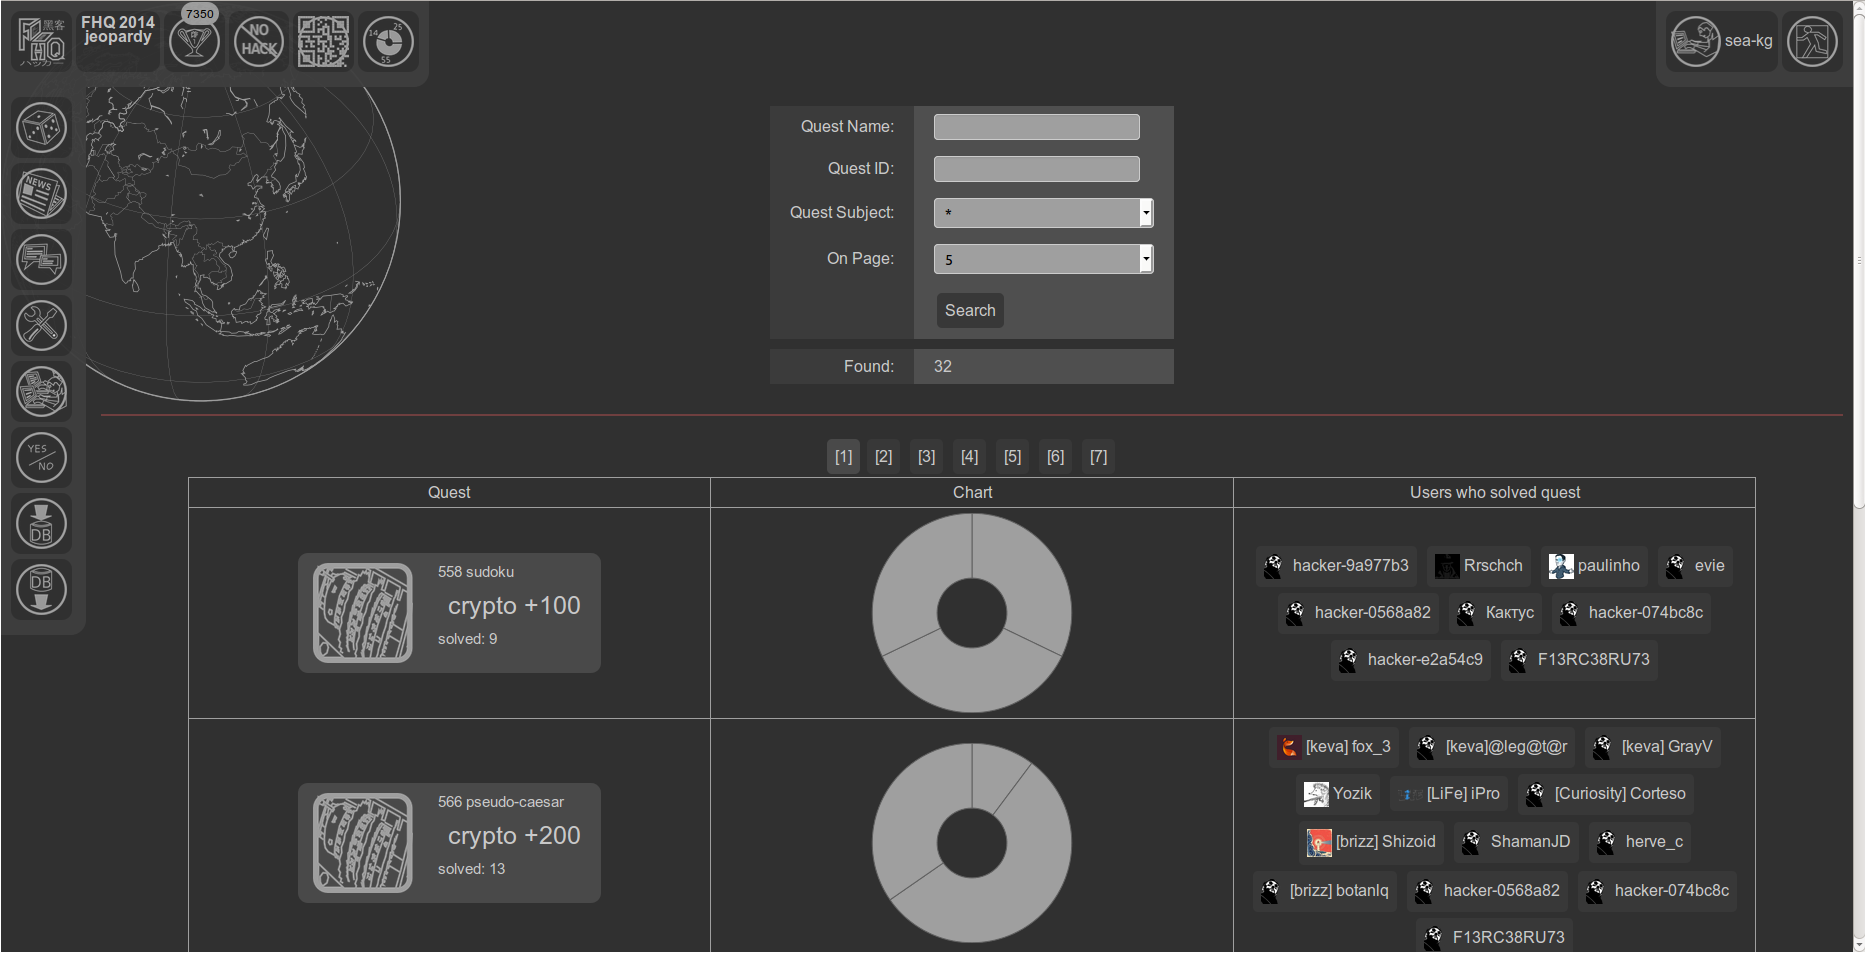 黑客
FHQ
ハッカー
FHQ 2014
jeopardy
7350
NO
HACK
14
25
55
sea-kg
NEWS
YES
NO
DB
DB
Quest Name:
Quest ID:
Quest Subject: *
On Page: 5
Search
Found: 32
[1] [2] [3] [4] [5] [6] [7]
Quest Chart Users who solved quest
558 sudoku
crypto +100
solved: 9
hacker-9a977b3 Rrschch paulinho evie
hacker-0568a82 Кактус hacker-074bc8c
hacker-e2a54c9 F13RC38RU73
566 pseudo-caesar
crypto +200
solved: 13
[keva] fox_3 [keva]@leg@t@r [keva] GrayV
Yozik [LiFe] iPro [Curiosity] Corteso
[brizz] Shizoid ShamanJD herve_c
[brizz] botanlq hacker-0568a82 hacker-074bc8c
F13RC38RU73